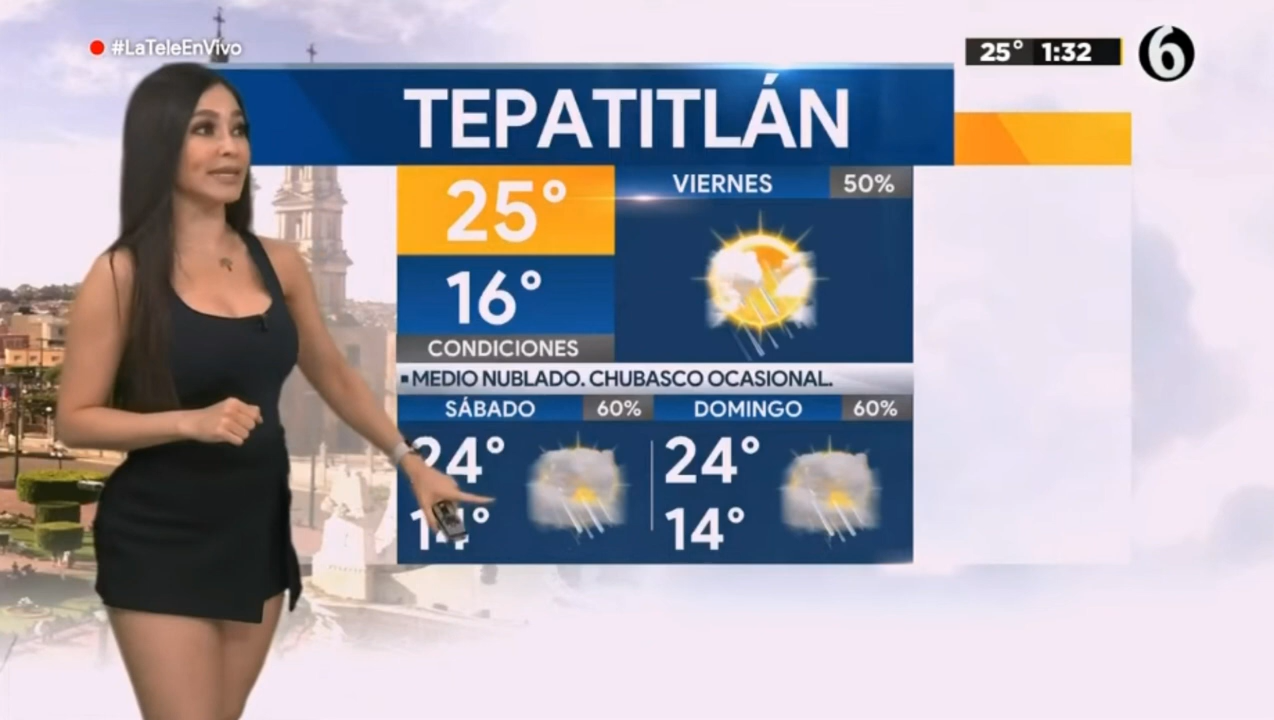 #LaTeleEnVivo
25° 1:32
6
TEPATITLÁN
25°
16°
CONDICIONES
VIERNES 50%
MEDIO NUBLADO. CHUBASCO OCASIONAL.
SÁBADO 60%
24°
14°
DOMINGO 60%
24°
14°